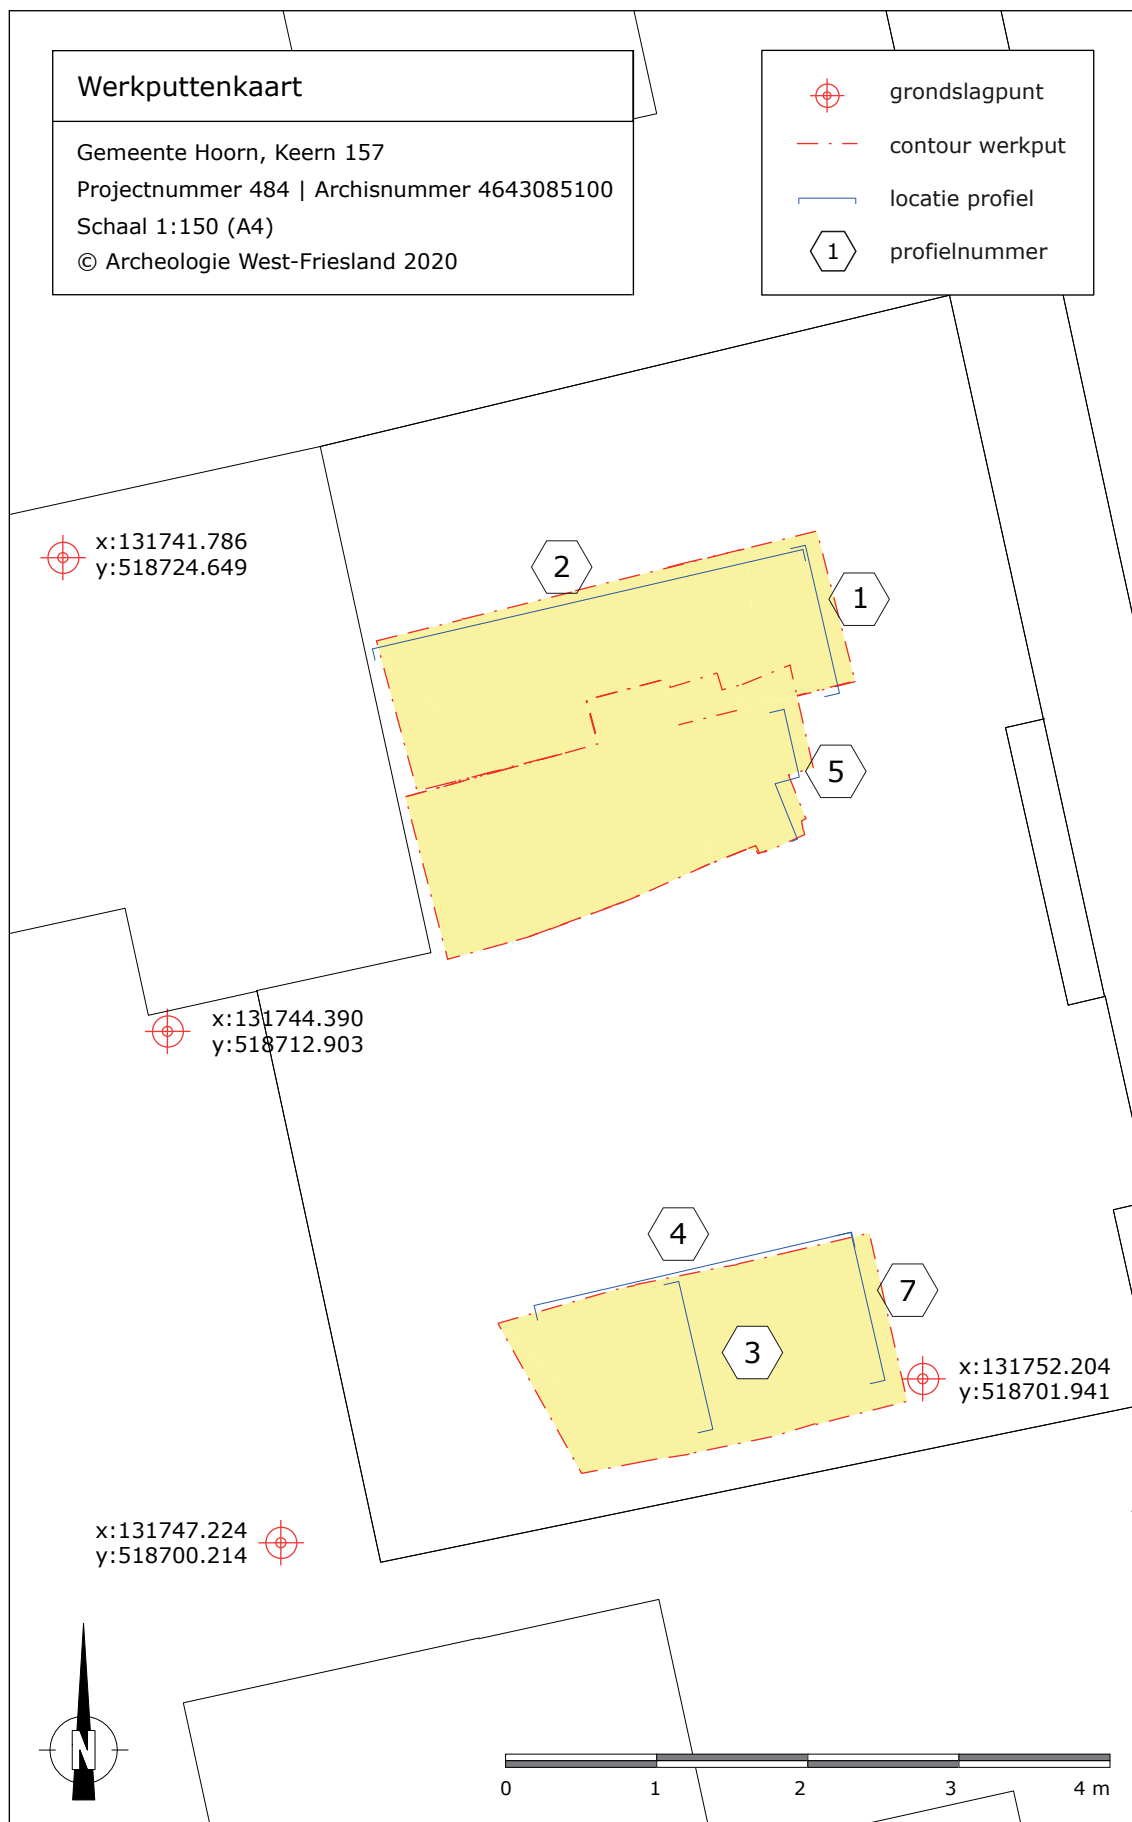 Werkputtenkaart
Gemeente Hoorn, Keern 157
Projectnummer 484 | Archisnummer 4643085100
Schaal 1:150 (A4)
© Archeologie West-Friesland 2020
grondslagpunt
contour werkput
locatie profiel
1 profielnummer
x:131741.786
y:518724.649
2
1
5
x:131744.390
y:518712.903
4
7
3
x:131752.204
y:518701.941
x:131747.224
y:518700.214
N
0 1 2 3 4 m